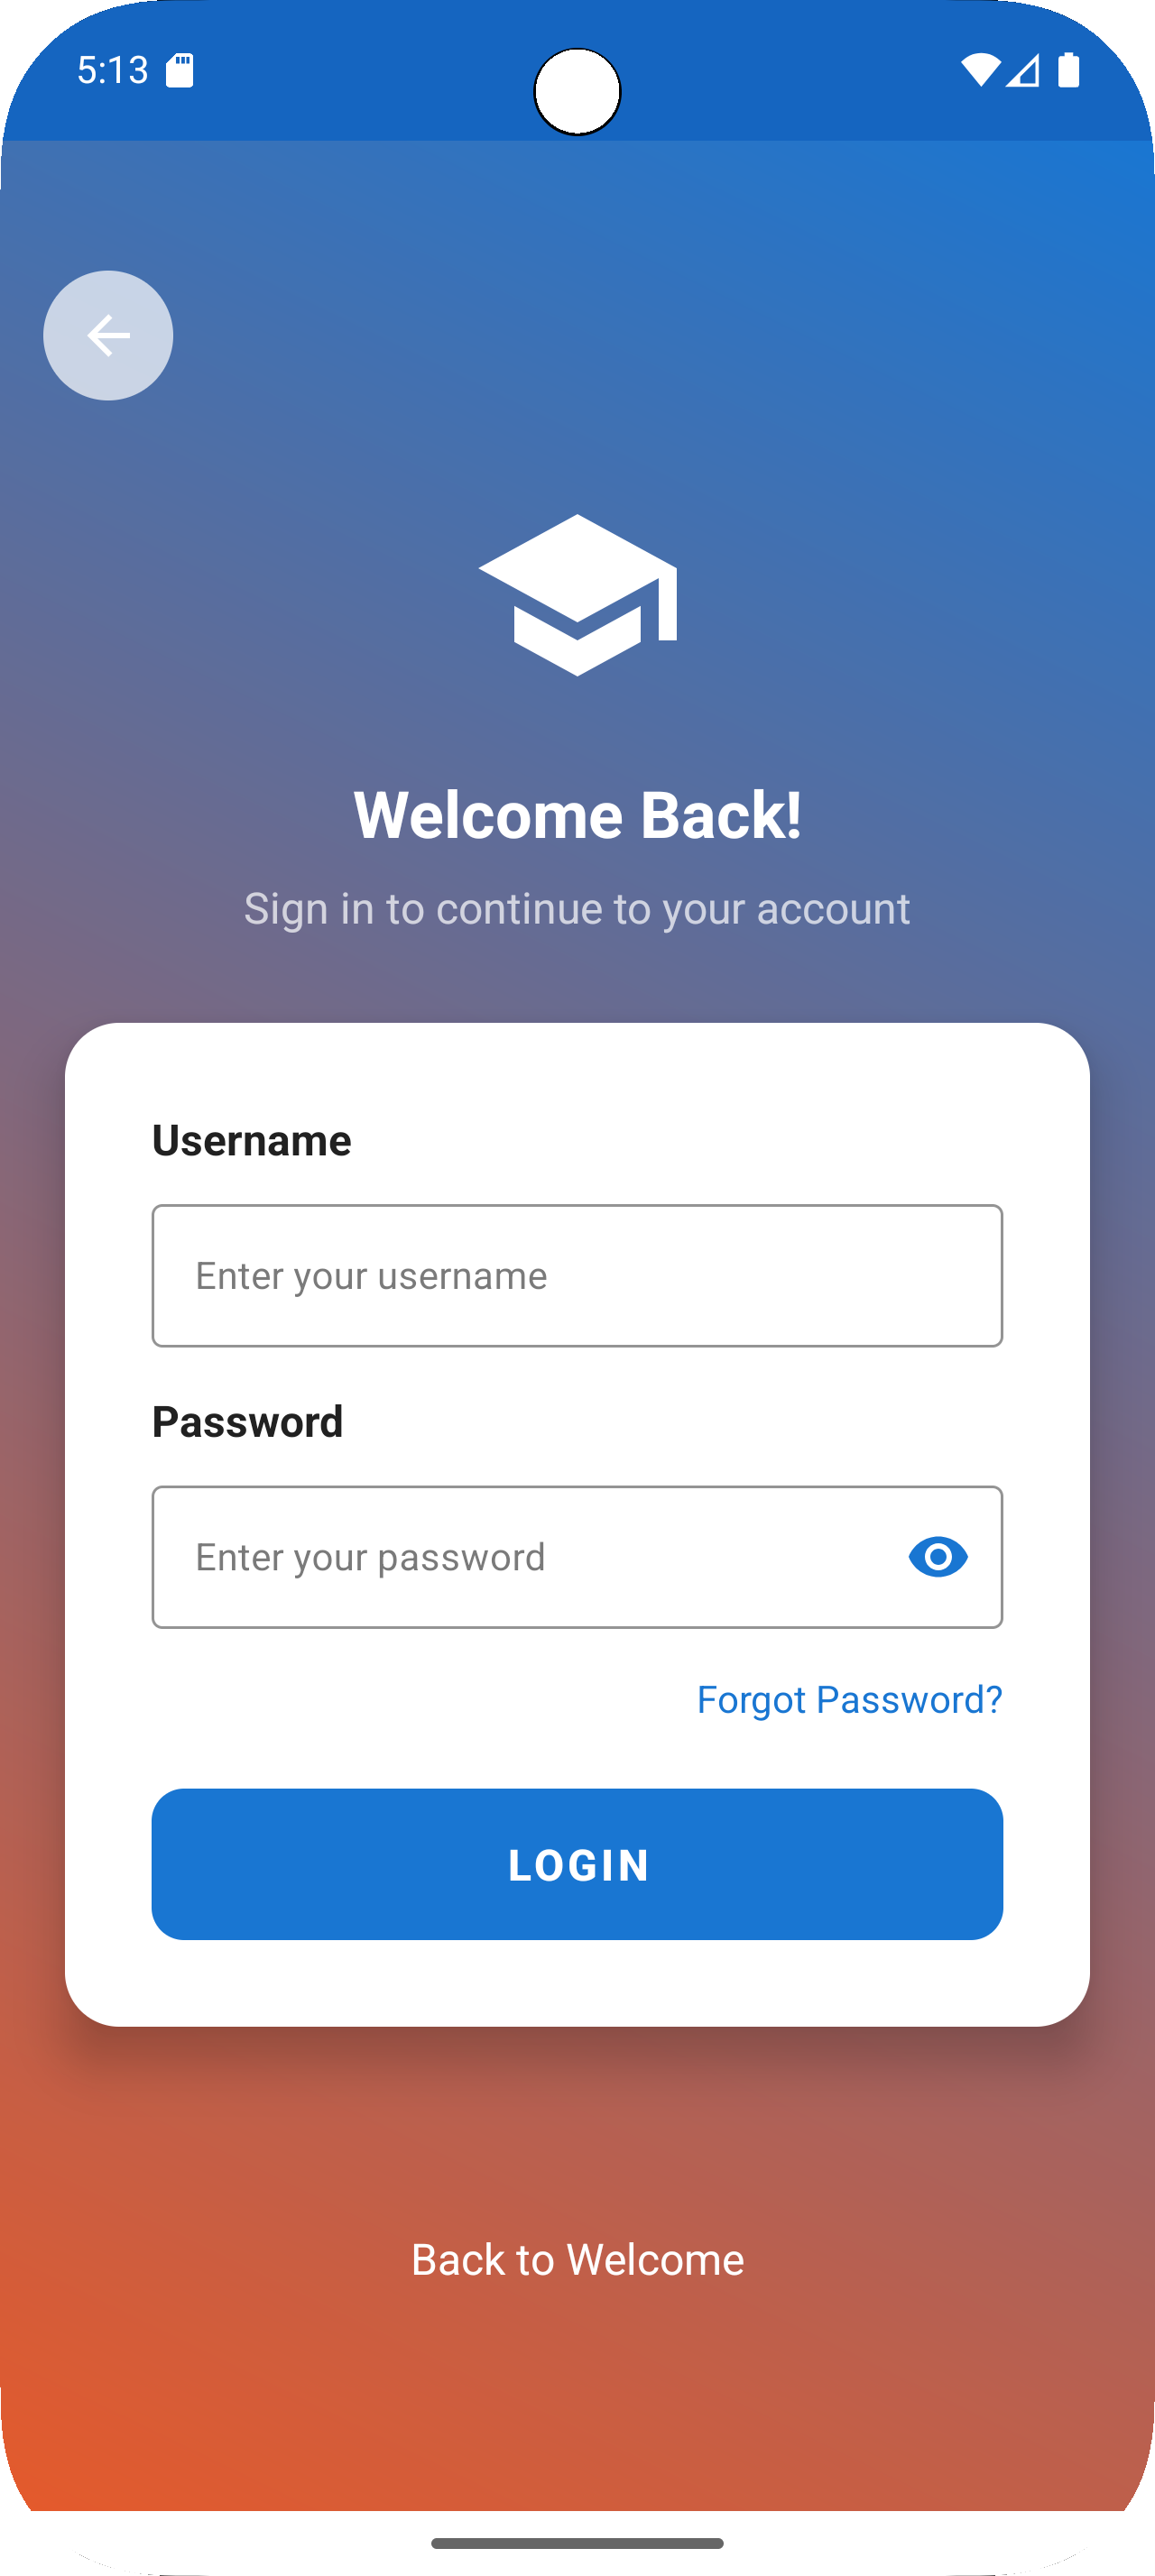 5:13
Welcome Back!
Sign in to continue to your account
Username
Enter your username
Password
Enter your password
Forgot Password?
LOGIN
Back to Welcome